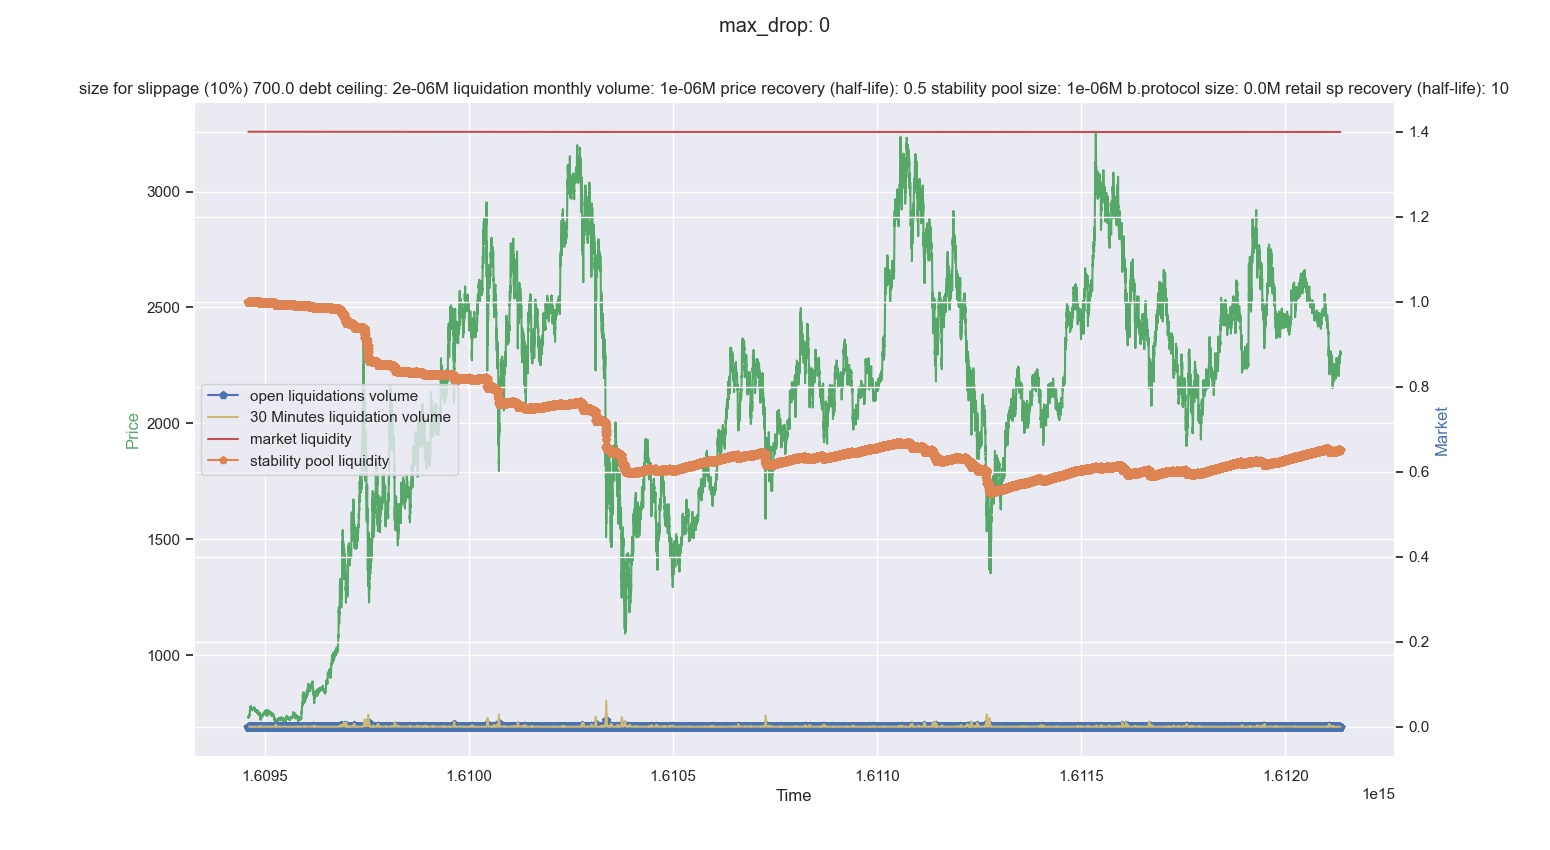 max_drop: 0
size for slippage (10%) 700.0 debt ceiling: 2e-06M liquidation monthly volume: 1e-06M price recovery (half-life): 0.5 stability pool size: 1e-06M b.protocol size: 0.0M retail sp recovery (half-life): 10
3000
2500
2000
1500
1000
Price
open liquidations volume
30 Minutes liquidation volume
market liquidity
stability pool liquidity
1.4
1.2
1.0
0.8
0.6
0.4
0.2
0.0
Market
1.6095
1.6100
1.6105
1.6110
1.6115
1.6120
Time
1e15